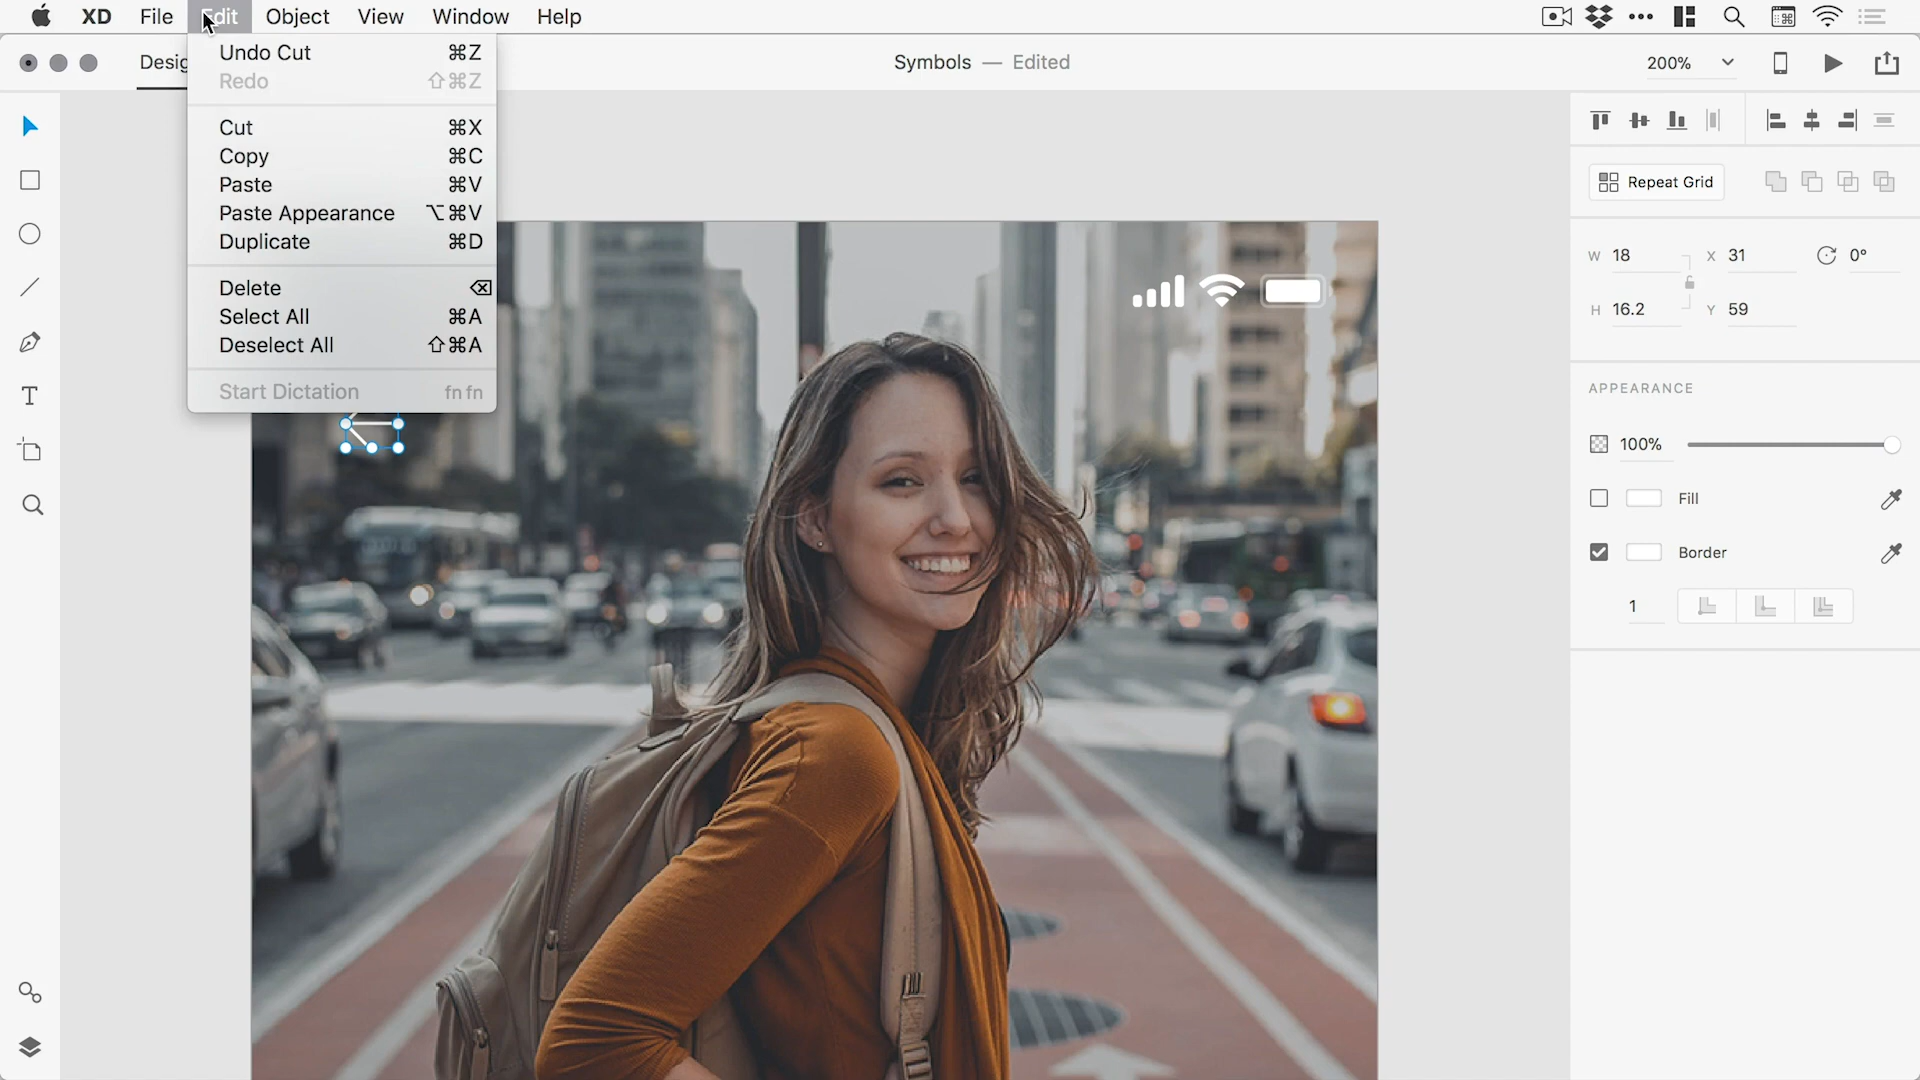 XD File Edit Object View Window Help
Desig
Symbols — Edited
200%
Undo Cut ⌘Z
Redo ⇧⌘Z
Cut ⌘X
Copy ⌘C
Paste ⌘V
Paste Appearance ⌥⌘V
Duplicate ⌘D
Delete ⌫
Select All ⌘A
Deselect All ⇧⌘A
Start Dictation fn fn
Repeat Grid
W 18 X 31 0°
H 16.2 Y 59
APPEARANCE
100%
Fill
Border
1